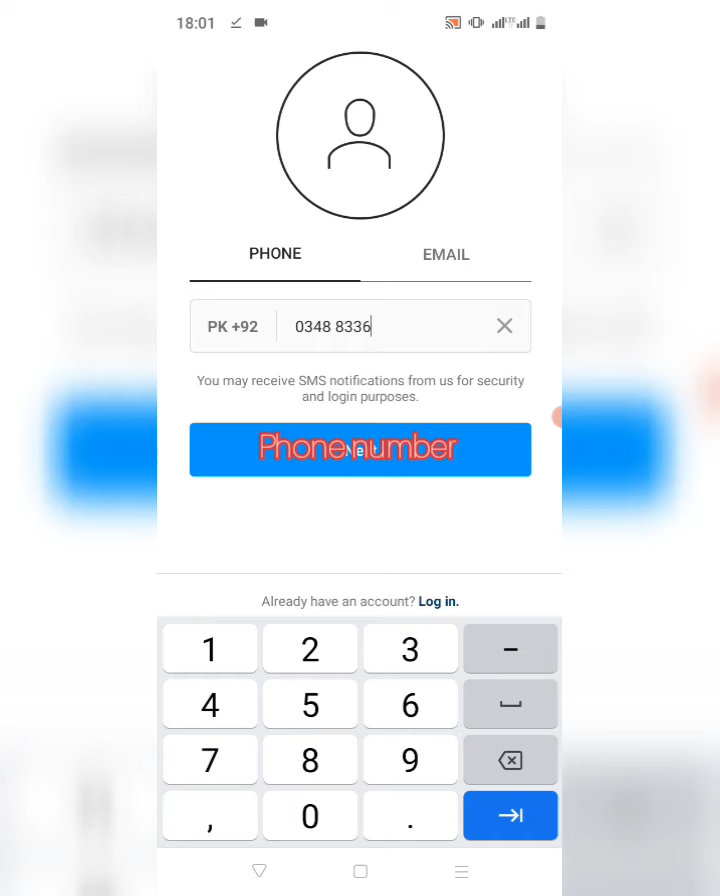 18:01
LTE
PHONE EMAIL
PK +92 0348 8336
You may receive SMS notifications from us for security
and login purposes.
Phone number
Next
Already have an account? Log in.
1 2 3 -
4 5 6
7 8 9
, 0 .